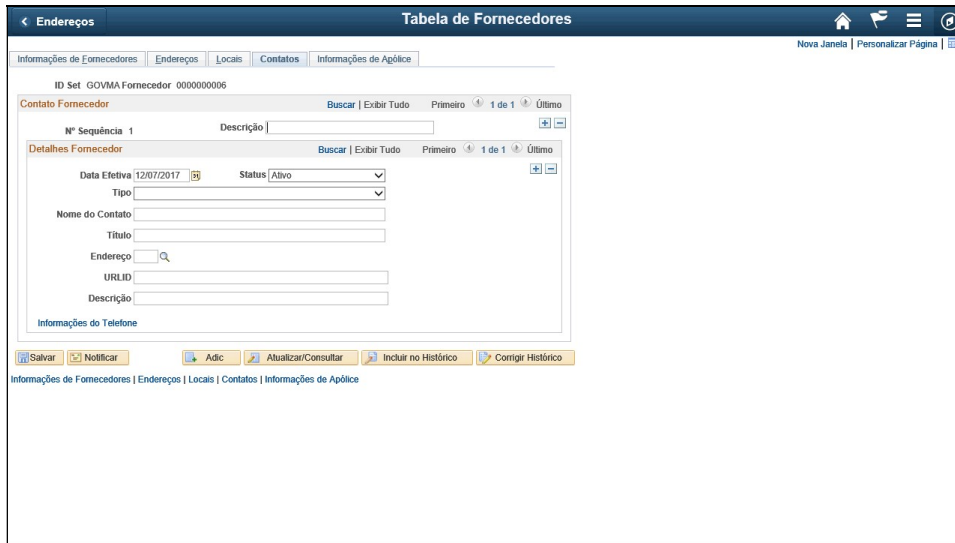 Endereços
Tabela de Fornecedores
Nova Janela | Personalizar Página |
Informações de Fornecedores Endereços Locais Contatos Informações de Apólice
ID Set GOVMA Fornecedor 0000000006
Contato Fornecedor Buscar | Exibir Tudo Primeiro 1 de 1 Último
Nº Sequência 1 Descrição
Detalhes Fornecedor Buscar | Exibir Tudo Primeiro 1 de 1 Último
Data Efetiva 12/07/2017 31 Status Ativo
Tipo
Nome do Contato
Título
Endereço
URLID
Descrição
Informações do Telefone
Salvar Notificar Adic Atualizar/Consultar Incluir no Histórico Corrigir Histórico
Informações de Fornecedores | Endereços | Locais | Contatos | Informações de Apólice